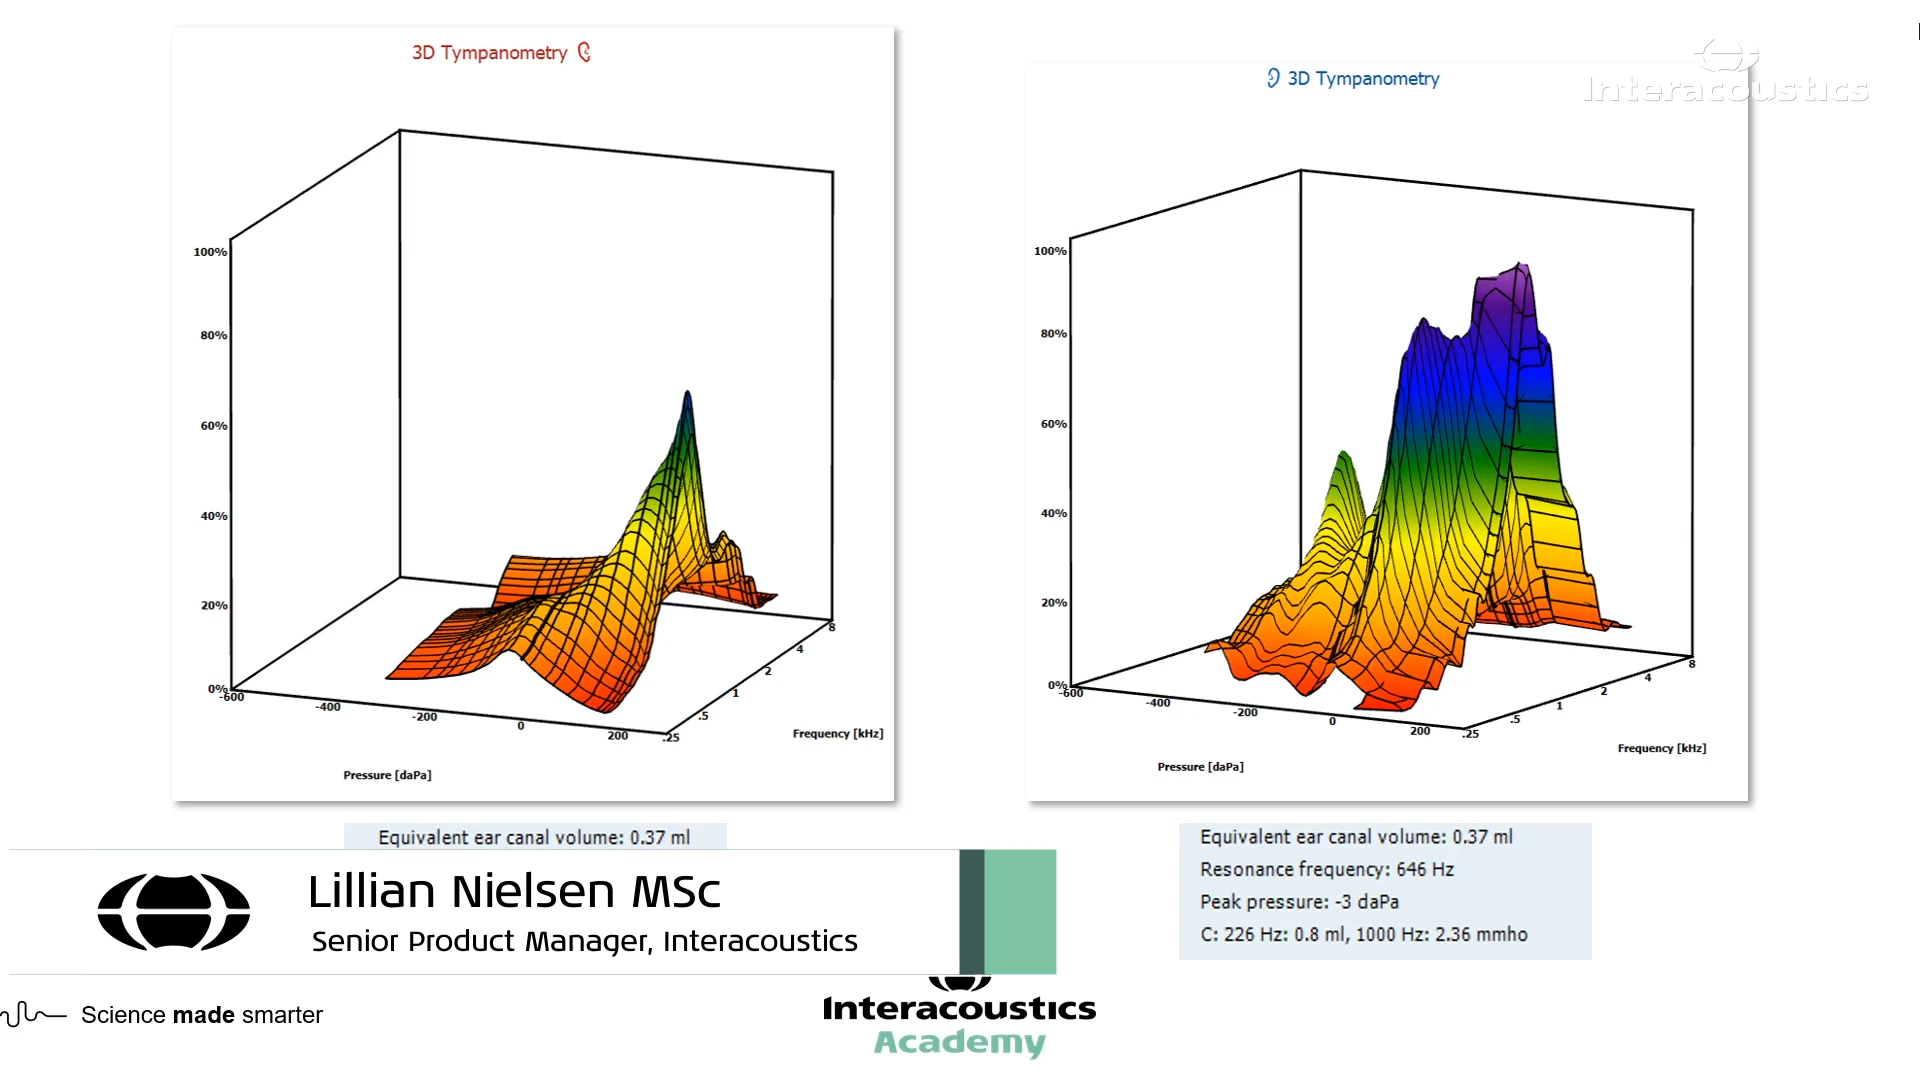 3D Tympanometry
100%
80%
60%
40%
20%
0%
-600
-400
-200
0
200
.25
.5
1
2
4
8
Frequency [kHz]
Pressure [daPa]
Equivalent ear canal volume: 0.37 ml
3D Tympanometry
Interacoustics
100%
80%
60%
40%
20%
0%
-600
-400
-200
0
200
.25
.5
1
2
4
8
Frequency [kHz]
Pressure [daPa]
Equivalent ear canal volume: 0.37 ml
Resonance frequency: 646 Hz
Peak pressure: -3 daPa
C: 226 Hz: 0.8 ml, 1000 Hz: 2.36 mmho
Lillian Nielsen MSc
Senior Product Manager, Interacoustics
Science made smarter
Interacoustics
Academy